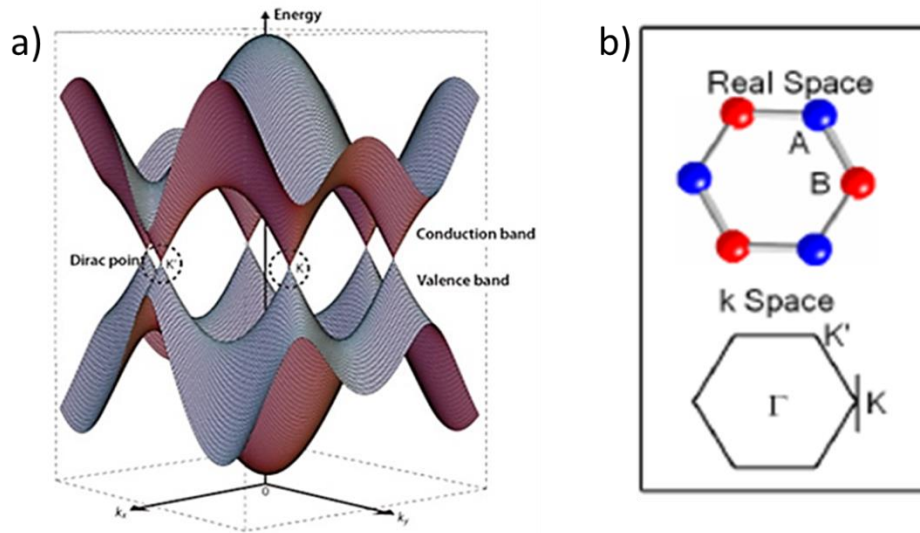 a)
Energy
Dirac point
K'
K
Conduction band
Valence band
0
kx
ky
b)
Real Space
A
B
k Space
K'
Γ
K